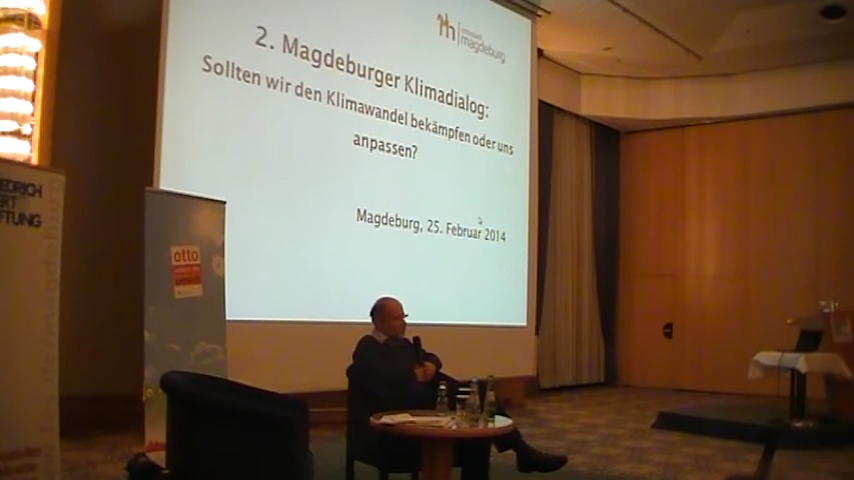 magdeburg
2. Magdeburger Klimadialog:
Sollten wir den Klimawandel bekämpfen oder uns
anpassen?
Magdeburg, 25. Februar 2014
EDRICH
ERT
FTUNG
otto